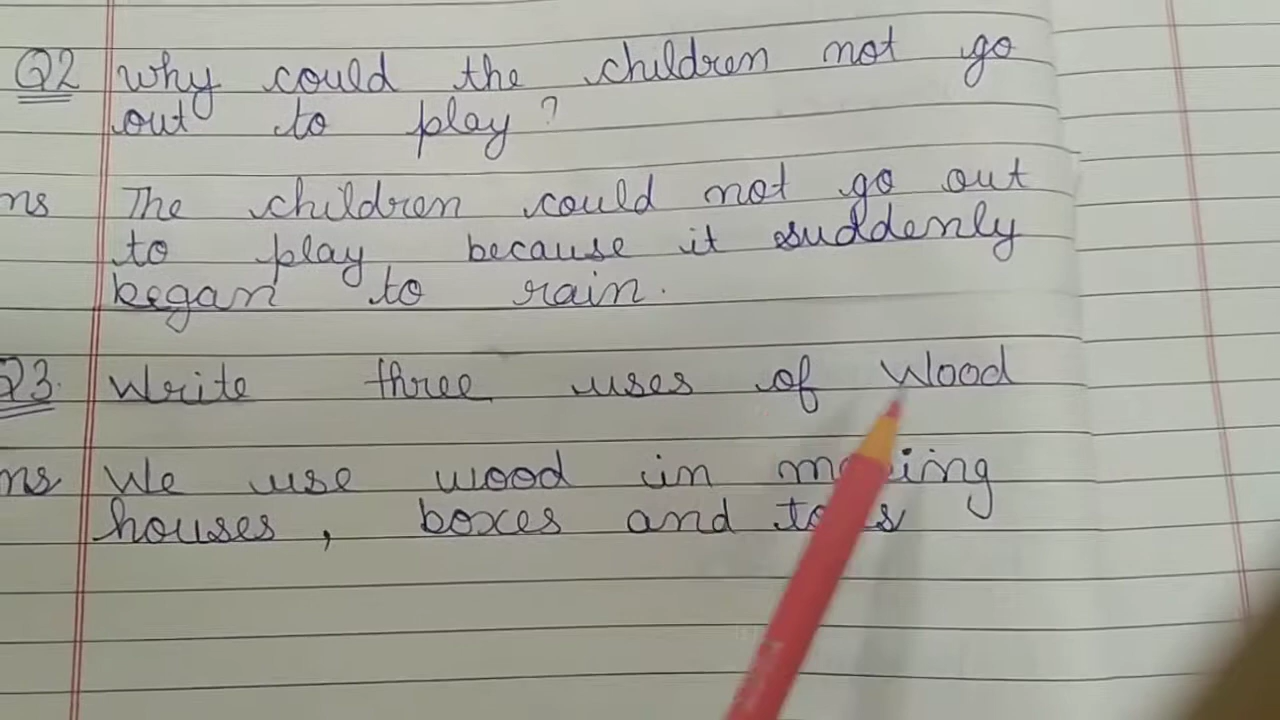 Q2 Why could the children not go
out to play?
ns The children could not go out
to play because it suddenly
began to rain.
Q3. Write three uses of Wood
ns We use wood in
houses, boxes and